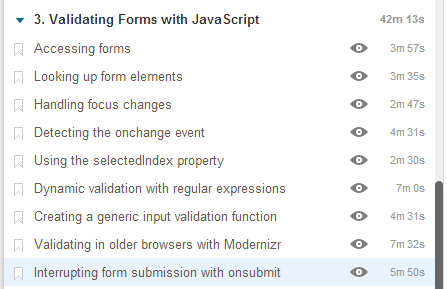 3. Validating Forms with JavaScript 42m 13s
Accessing forms 3m 57s
Looking up form elements 3m 35s
Handling focus changes 2m 47s
Detecting the onchange event 4m 31s
Using the selectedIndex property 2m 30s
Dynamic validation with regular expressions 7m 0s
Creating a generic input validation function 4m 31s
Validating in older browsers with Modernizr 7m 32s
Interrupting form submission with onsubmit 5m 50s